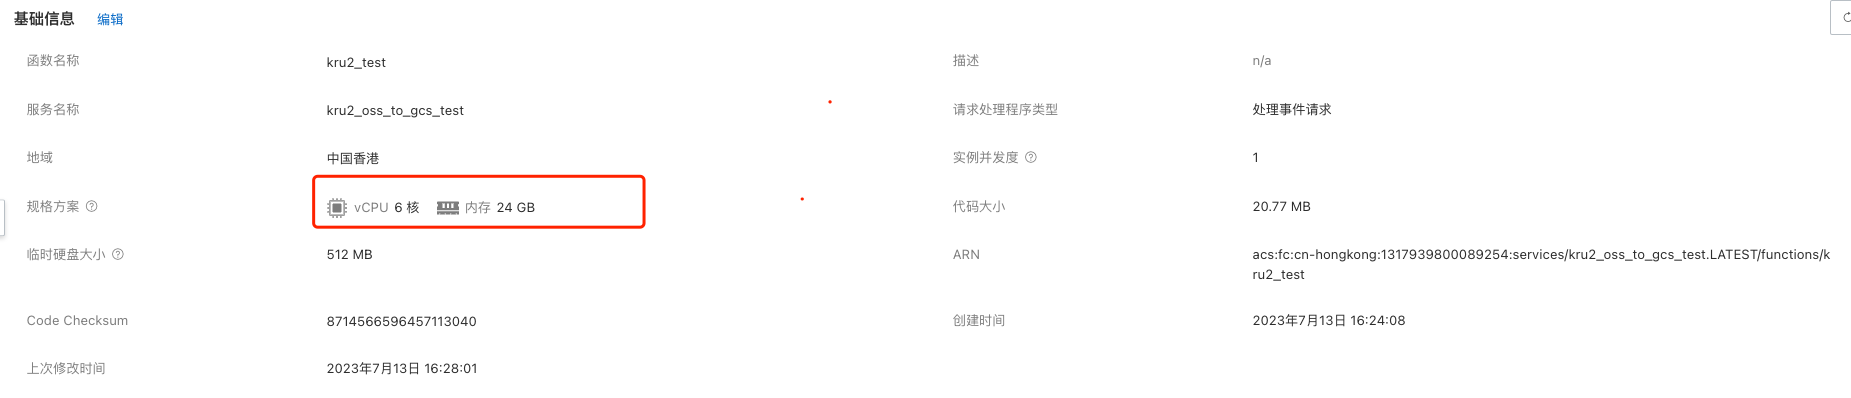 基础信息 编辑
函数名称 kru2_test 描述 n/a
服务名称 kru2_oss_to_gcs_test 请求处理程序类型 处理事件请求
地域 中国香港 实例并发度 1
规格方案 vCPU 6 核 内存 24 GB 代码大小 20.77 MB
临时硬盘大小 512 MB ARN acs:fc:cn-hongkong:1317939800089254:services/kru2_oss_to_gcs_test.LATEST/functions/k
ru2_test
Code Checksum 8714566596457113040 创建时间 2023年7月13日 16:24:08
上次修改时间 2023年7月13日 16:28:01